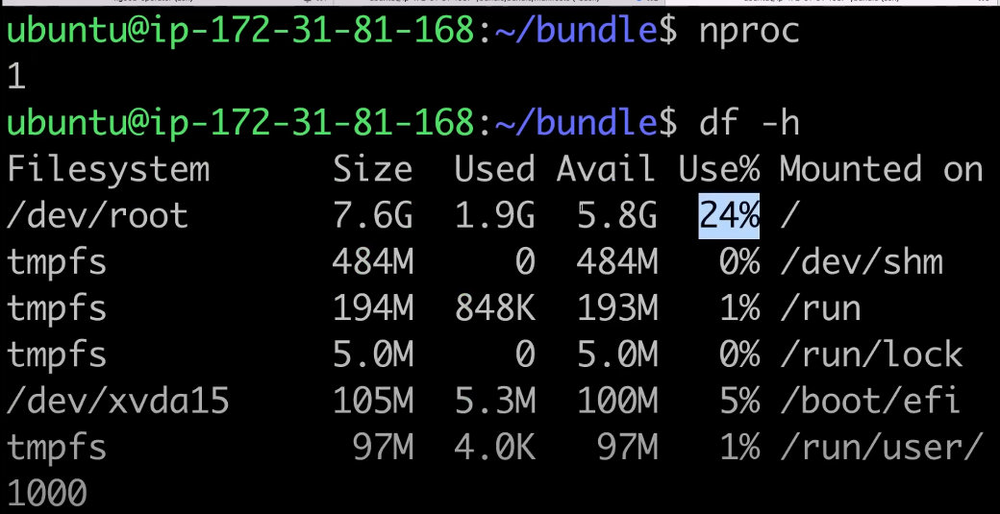 ubuntu@ip-172-31-81-168:~/bundle$ nproc
1
ubuntu@ip-172-31-81-168:~/bundle$ df -h
Filesystem      Size  Used Avail Use% Mounted on
/dev/root       7.6G  1.9G  5.8G  24% /
tmpfs           484M     0  484M   0% /dev/shm
tmpfs           194M  848K  193M   1% /run
tmpfs           5.0M     0  5.0M   0% /run/lock
/dev/xvda15     105M  5.3M  100M   5% /boot/efi
tmpfs            97M  4.0K   97M   1% /run/user/
1000